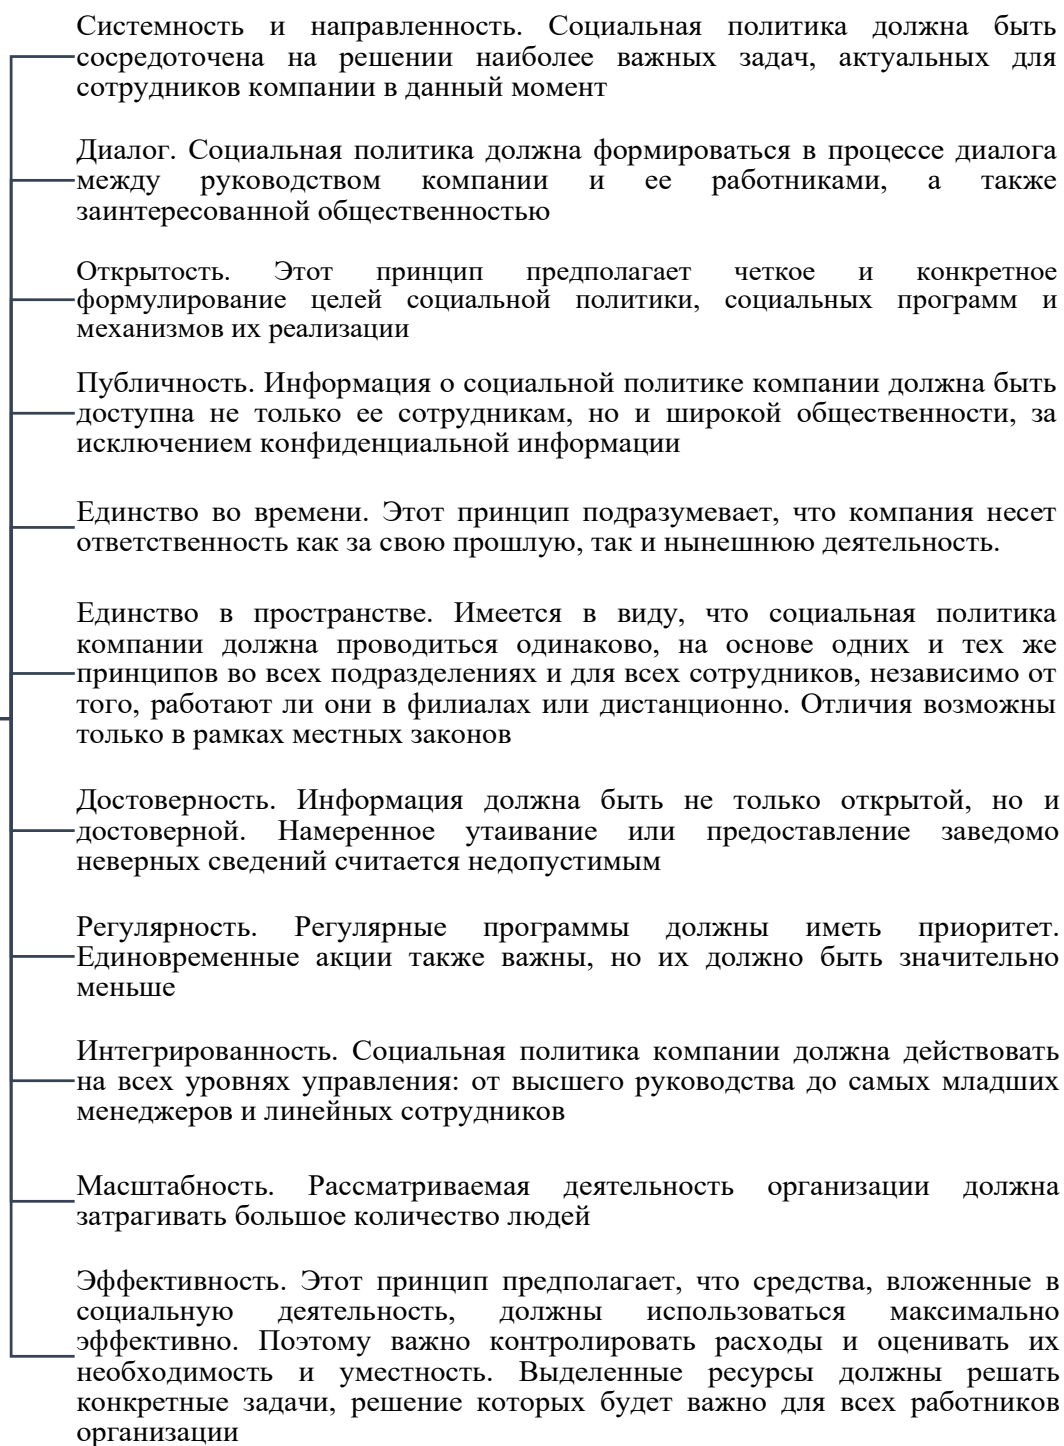 Системность и направленность. Социальная политика должна быть
сосредоточена на решении наиболее важных задач, актуальных для
сотрудников компании в данный момент
Диалог. Социальная политика должна формироваться в процессе диалога
между руководством компании и ее работниками, а также
заинтересованной общественностью
Открытость. Этот принцип предполагает четкое и конкретное
формулирование целей социальной политики, социальных программ и
механизмов их реализации
Публичность. Информация о социальной политике компании должна быть
доступна не только ее сотрудникам, но и широкой общественности, за
исключением конфиденциальной информации
Единство во времени. Этот принцип подразумевает, что компания несет
ответственность как за свою прошлую, так и нынешнюю деятельность.
Единство в пространстве. Имеется в виду, что социальная политика
компании должна проводиться одинаково, на основе одних и тех же
принципов во всех подразделениях и для всех сотрудников, независимо от
того, работают ли они в филиалах или дистанционно. Отличия возможны
только в рамках местных законов
Достоверность. Информация должна быть не только открытой, но и
достоверной. Намеренное утаивание или предоставление заведомо
неверных сведений считается недопустимым
Регулярность. Регулярные программы должны иметь приоритет.
Единовременные акции также важны, но их должно быть значительно
меньше
Интегрированность. Социальная политика компании должна действовать
на всех уровнях управления: от высшего руководства до самых младших
менеджеров и линейных сотрудников
Масштабность. Рассматриваемая деятельность организации должна
затрагивать большое количество людей
Эффективность. Этот принцип предполагает, что средства, вложенные в
социальную деятельность, должны использоваться максимально
эффективно. Поэтому важно контролировать расходы и оценивать их
необходимость и уместность. Выделенные ресурсы должны решать
конкретные задачи, решение которых будет важно для всех работников
организации